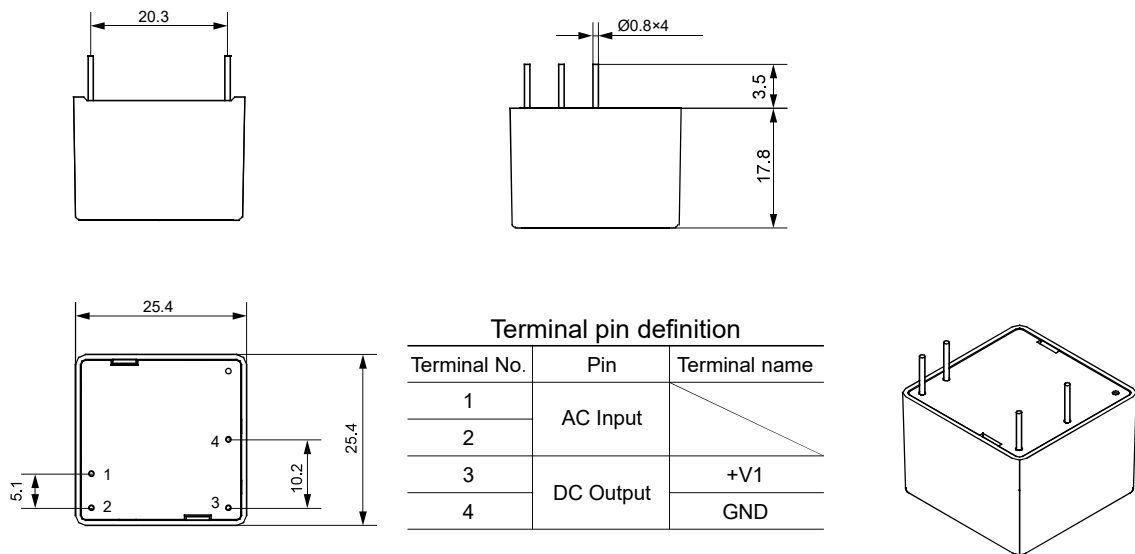 20.3
Ø0.8×4
3.5
17.8
25.4
25.4
4
10.2
1
5.1
2
3
Terminal pin definition
Terminal No. Pin Terminal name
1
AC Input
2
3 +V1
DC Output
4 GND